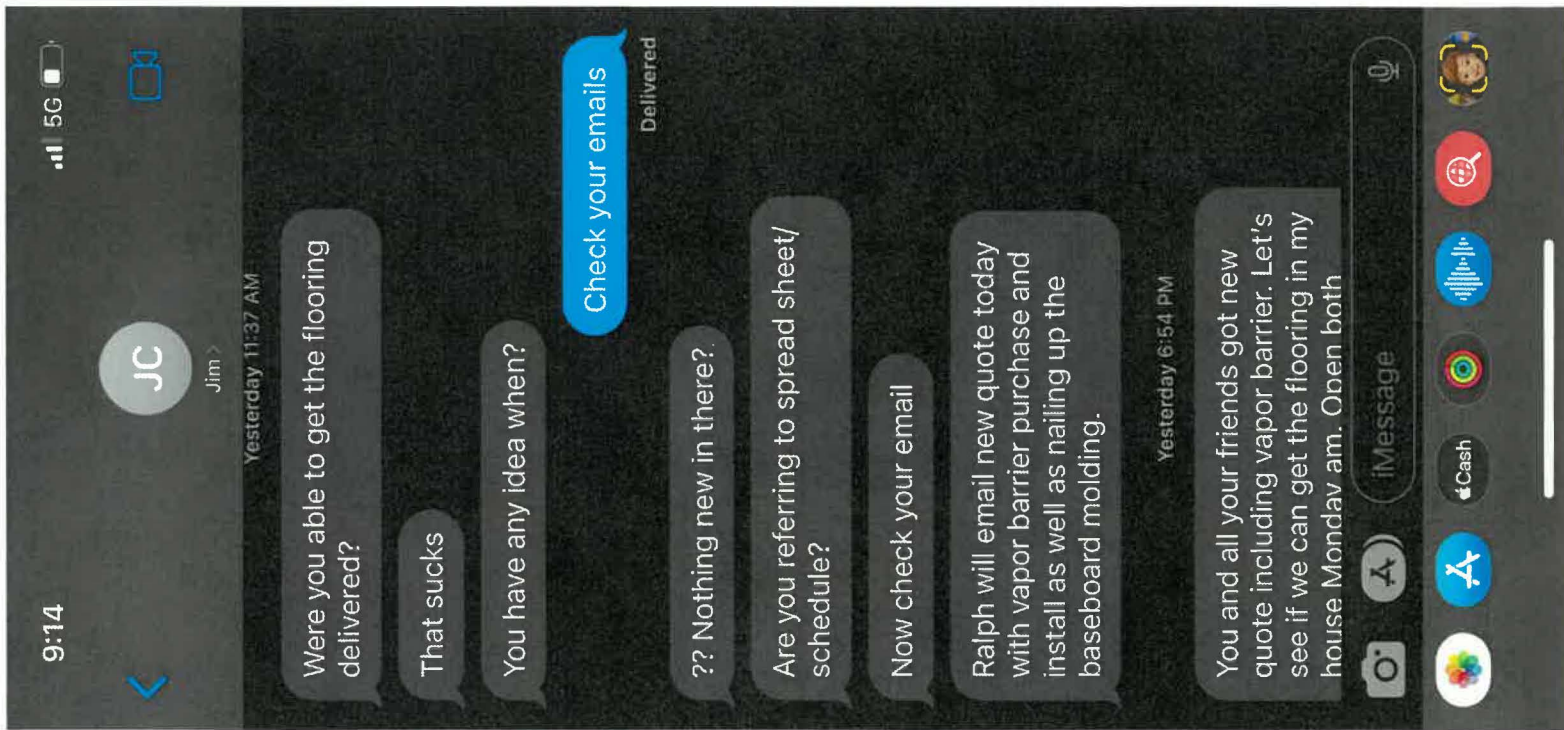 9:14
5G
JC
Jim >
Yesterday 11:37 AM
Were you able to get the flooring
delivered?
That sucks
You have any idea when?
Check your emails
Delivered
?? Nothing new in there?.
Are you referring to spread sheet/
schedule?
Now check your email
Ralph will email new quote today
with vapor barrier purchase and
install as well as nailing up the
baseboard molding.
Yesterday 6:54 PM
You and all your friends got new
quote including vapor barrier. Let's
see if we can get the flooring in my
house Monday am. Open both
iMessage
Cash